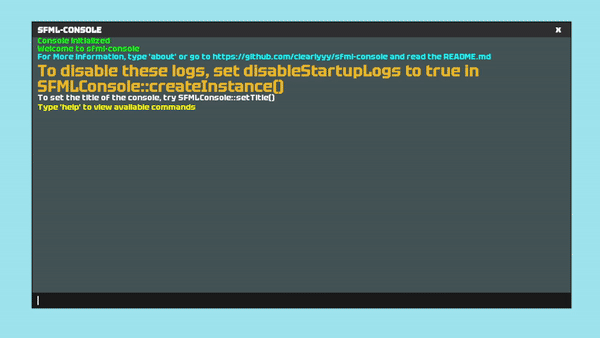 SFML-CONSOLE x
Console Initialized
Welcome to sfml-console
For More Information, type 'about' or go to https://github.com/clearlyyy/sfml-console and read the README.md
To disable these logs, set disableStartupLogs to true in
SFMLConsole::createInstance()
To set the title of the console, try SFMLConsole::setTitle()
Type 'help' to view available commands